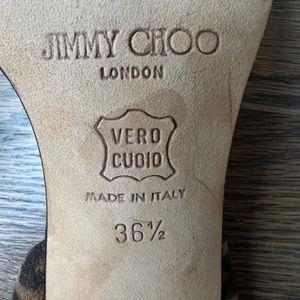 JIMMY CHOO
LONDON
VERO
CUOIO
MADE IN ITALY
36½